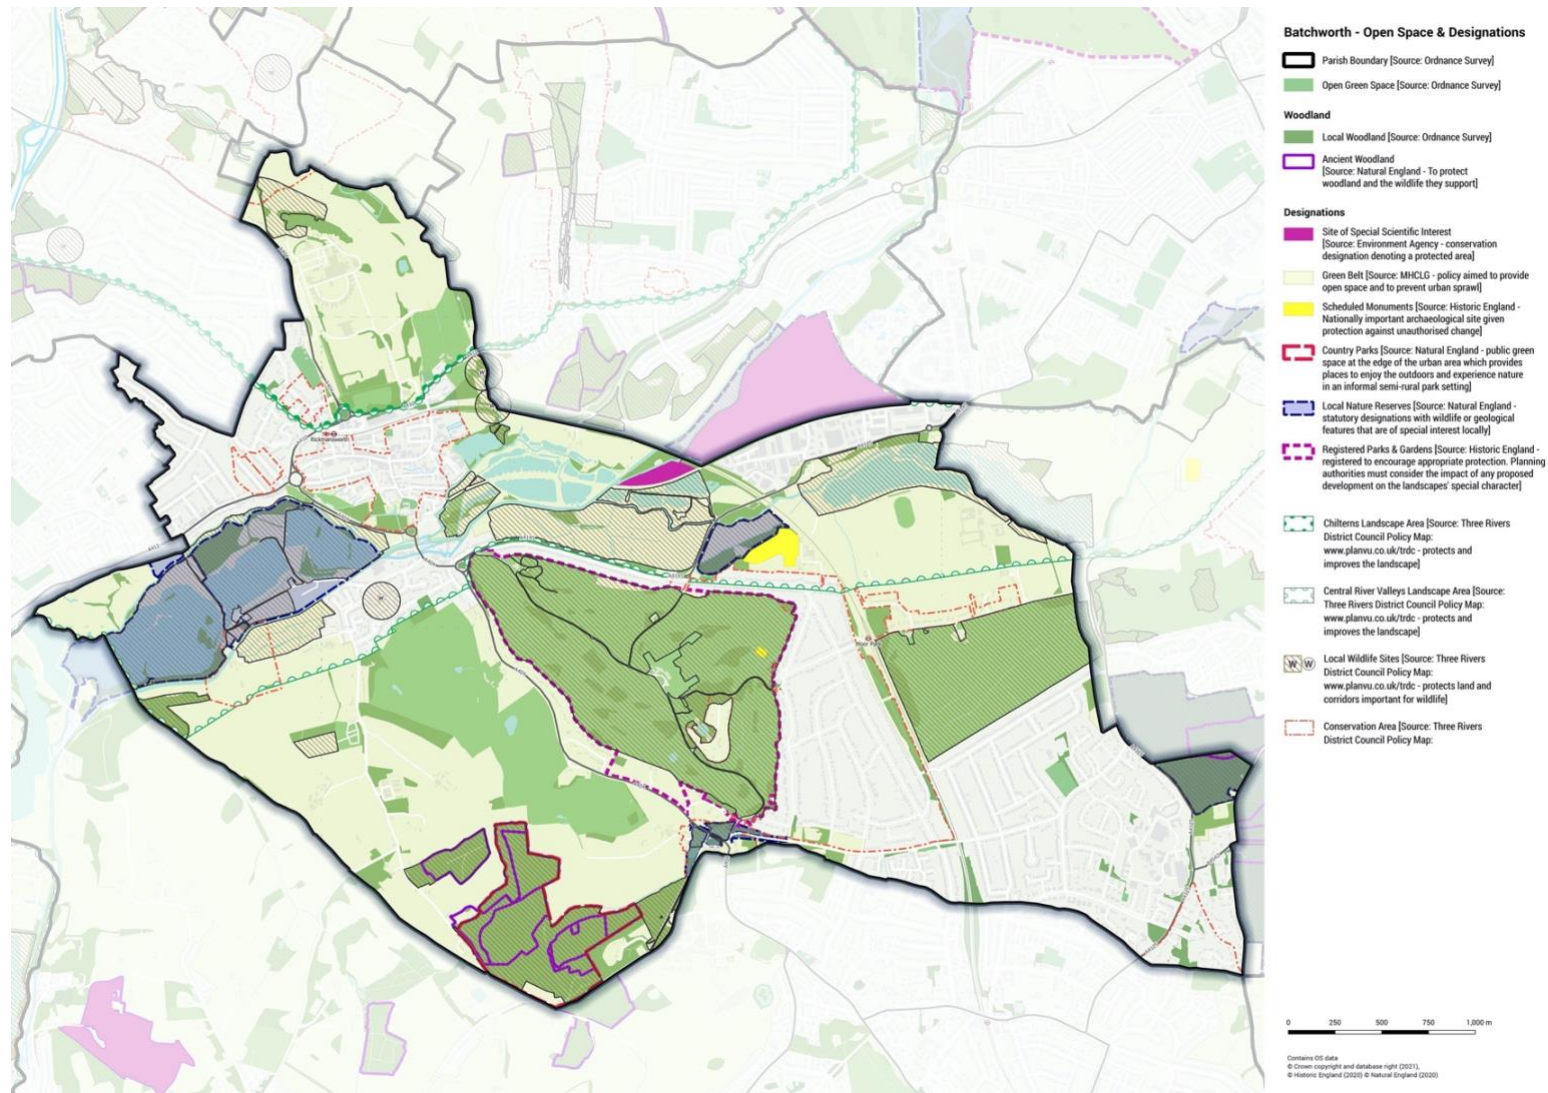 Batchworth - Open Space & Designations
Parish Boundary [Source: Ordnance Survey]
Open Green Space [Source: Ordnance Survey]
Woodland
Local Woodland [Source: Ordnance Survey]
Ancient Woodland
[Source: Natural England - To protect
woodland and the wildlife they support]
Designations
Site of Special Scientific Interest
[Source: Environment Agency - conservation
designation denoting a protected area]
Green Belt [Source: MHCLG - policy aimed to provide
open space and to prevent urban sprawl]
Scheduled Monuments [Source: Historic England -
Nationally important archaeological site given
protection against unauthorised change]
Country Parks [Source: Natural England - public green
space at the edge of the urban area which provides
places to enjoy the outdoors and experience nature
in an informal semi-rural park setting]
Local Nature Reserves [Source: Natural England -
statutory designations with wildlife or geological
features that are of special interest locally]
Registered Parks & Gardens [Source: Historic England -
registered to encourage appropriate protection. Planning
authorities must consider the impact of any proposed
development on the landscapes' special character]
Chilterns Landscape Area [Source: Three Rivers
District Council Policy Map:
www.planvu.co.uk/trdc - protects and
improves the landscape]
Central River Valleys Landscape Area [Source:
Three Rivers District Council Policy Map:
www.planvu.co.uk/trdc - protects and
improves the landscape]
W W
Local Wildlife Sites [Source: Three Rivers
District Council Policy Map:
www.planvu.co.uk/trdc - protects land and
corridors important for wildlife]
Conservation Area [Source: Three Rivers
District Council Policy Map:
0 250 500 750 1,000 m
Contains OS data
© Crown copyright and database right (2021),
© Historic England (2020) © Natural England (2020)
Rickmansworth
Moor Park